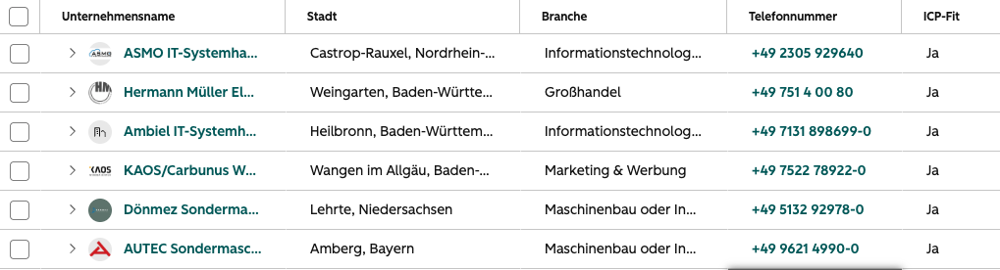 Unternehmensname Stadt Branche Telefonnummer ICP-Fit
ASMO ASMO IT-Systemha... Castrop-Rauxel, Nordrhein-... Informationstechnolog... +49 2305 929640 Ja
HM Hermann Müller El... Weingarten, Baden-Württe... Großhandel +49 751 4 00 80 Ja
Ambiel IT-Systemh... Heilbronn, Baden-Württem... Informationstechnolog... +49 7131 898699-0 Ja
KAOS KAOS/Carbunus W... Wangen im Allgäu, Baden-... Marketing & Werbung +49 7522 78922-0 Ja
Dönmez Sonderma... Lehrte, Niedersachsen Maschinenbau oder In... +49 5132 92978-0 Ja
AUTEC Sondermasc... Amberg, Bayern Maschinenbau oder In... +49 9621 4990-0 Ja